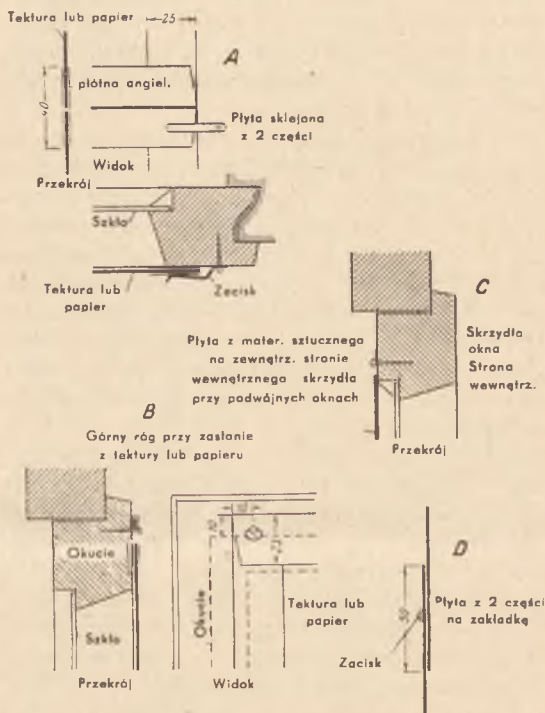 Tektura lub papier
25
A
płótno angiel.
40
Płyta sklejana
z 2 części
Widok
Przekrój
Szkło
Tektura lub
papier
Zacisk
C
Płyta z mater. sztucznego
na zewnętrz. stronie
wewnętrznego skrzydła
przy podwójnych oknach
Skrzydło
okna
Strona
wewnętrz.
Przekrój
B
Górny róg przy zasłonie
z tektury lub papieru
Okucie
Szkło
Przekrój
Okucie
Widok
Tektura lub
papier
D
50
Płyta z 2 części
na zakładkę
Zacisk